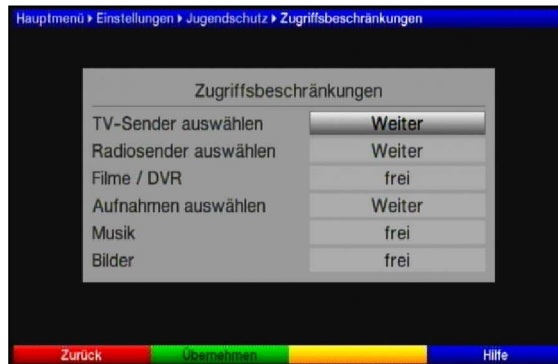 Hauptmenü Einstellungen Jugendschutz Zugriffsbeschränkungen
Zugriffsbeschränkungen
TV-Sender auswählen Weiter
Radiosender auswählen Weiter
Filme / DVR frei
Aufnahmen auswählen Weiter
Musik frei
Bilder frei
Zurück Übernehmen Hilfe